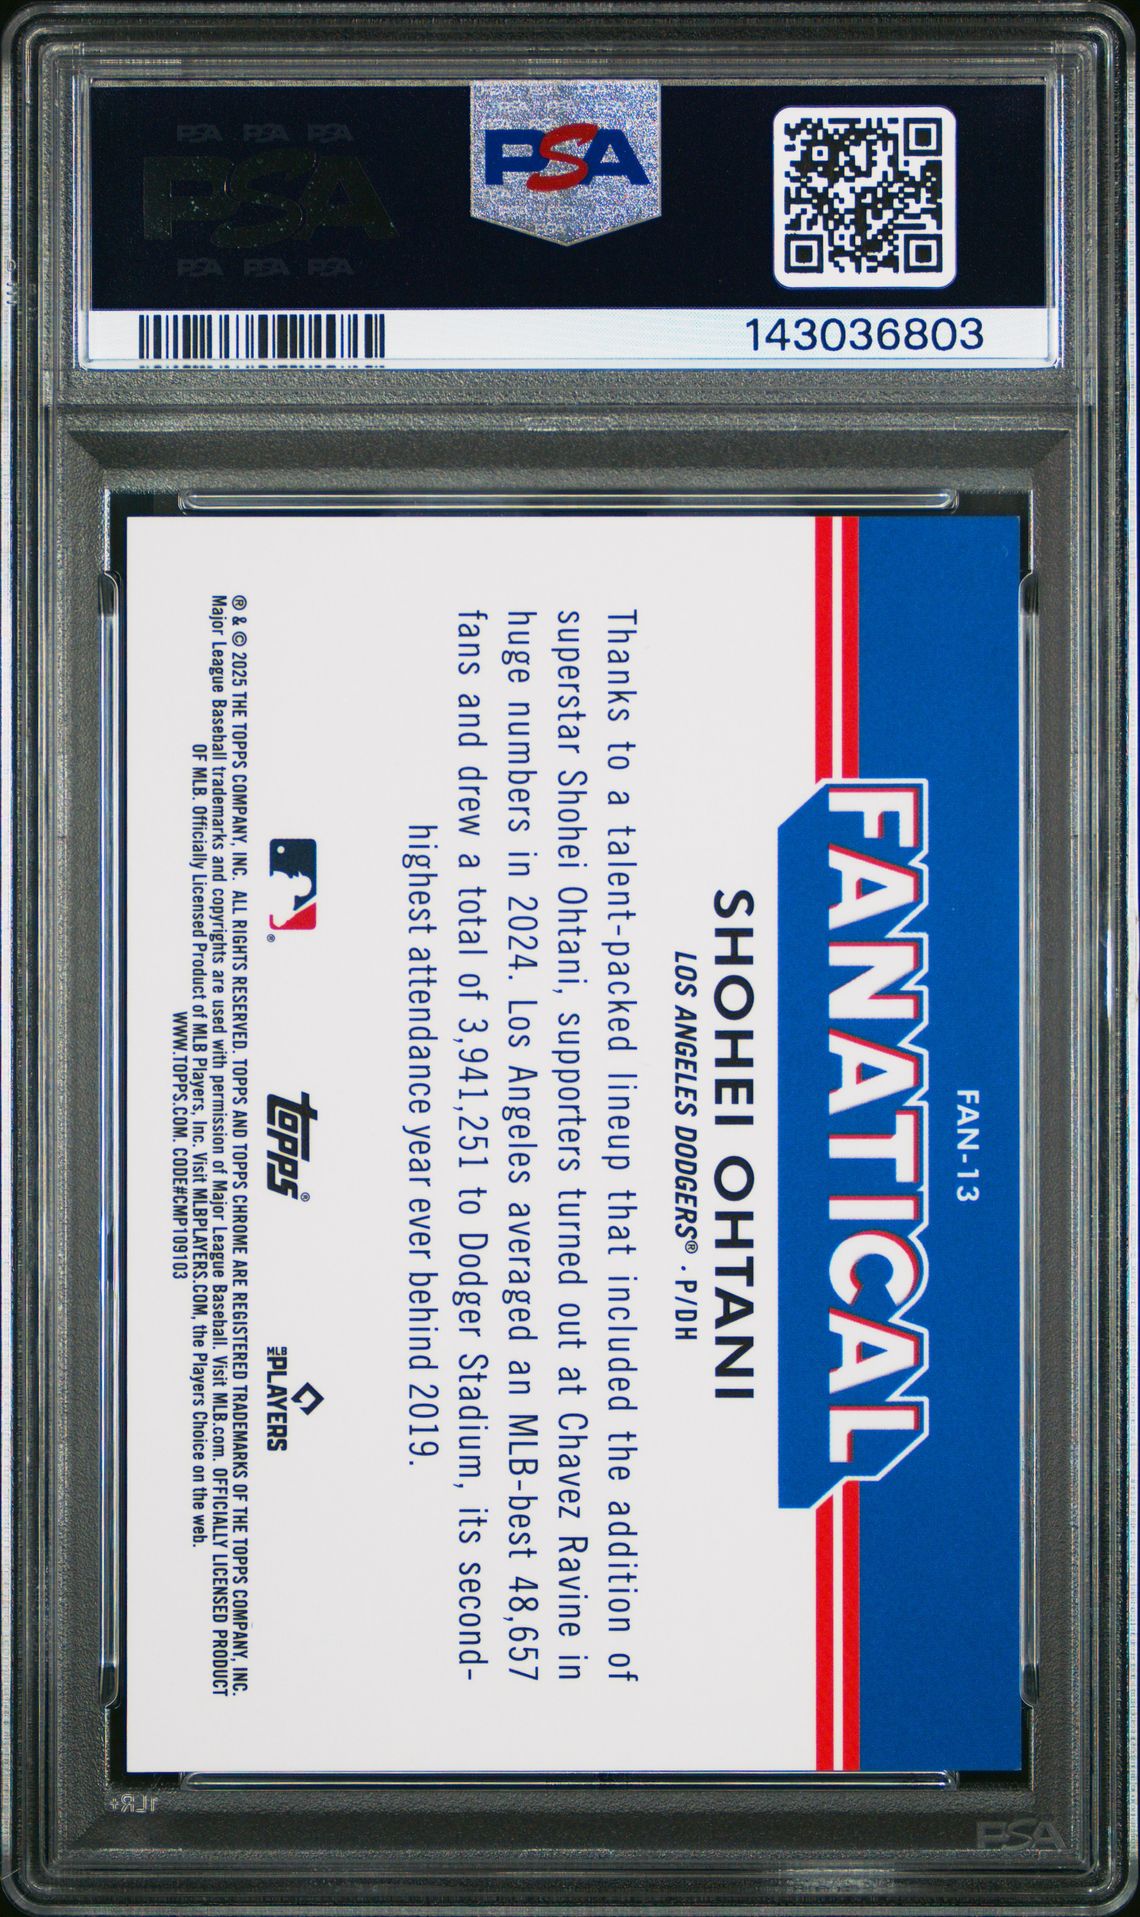 PSA PSA PSA
PSA
PSA PSA PSA
PSA
143036803
FAN-13
FANATICAL
SHOHEI OHTANI
LOS ANGELES DODGERS® · P/DH
Thanks to a talent-packed lineup that included the addition of
superstar Shohei Ohtani, supporters turned out at Chavez Ravine in
huge numbers in 2024. Los Angeles averaged an MLB-best 48,657
fans and drew a total of 3,941,251 to Dodger Stadium, its second-
highest attendance year ever behind 2019.
®
topps®
MLB PLAYERS
® & © 2025 THE TOPPS COMPANY, INC. ALL RIGHTS RESERVED. TOPPS AND TOPPS CHROME ARE REGISTERED TRADEMARKS OF THE TOPPS COMPANY, INC.
Major League Baseball trademarks and copyrights are used with permission of Major League Baseball. Visit MLB.com. OFFICIALLY LICENSED PRODUCT
OF MLB. Officially Licensed Product of MLB Players, Inc. Visit MLBPLAYERS.COM, the Players Choice on the web.
WWW.TOPPS.COM. CODE#CMP109103
PSA